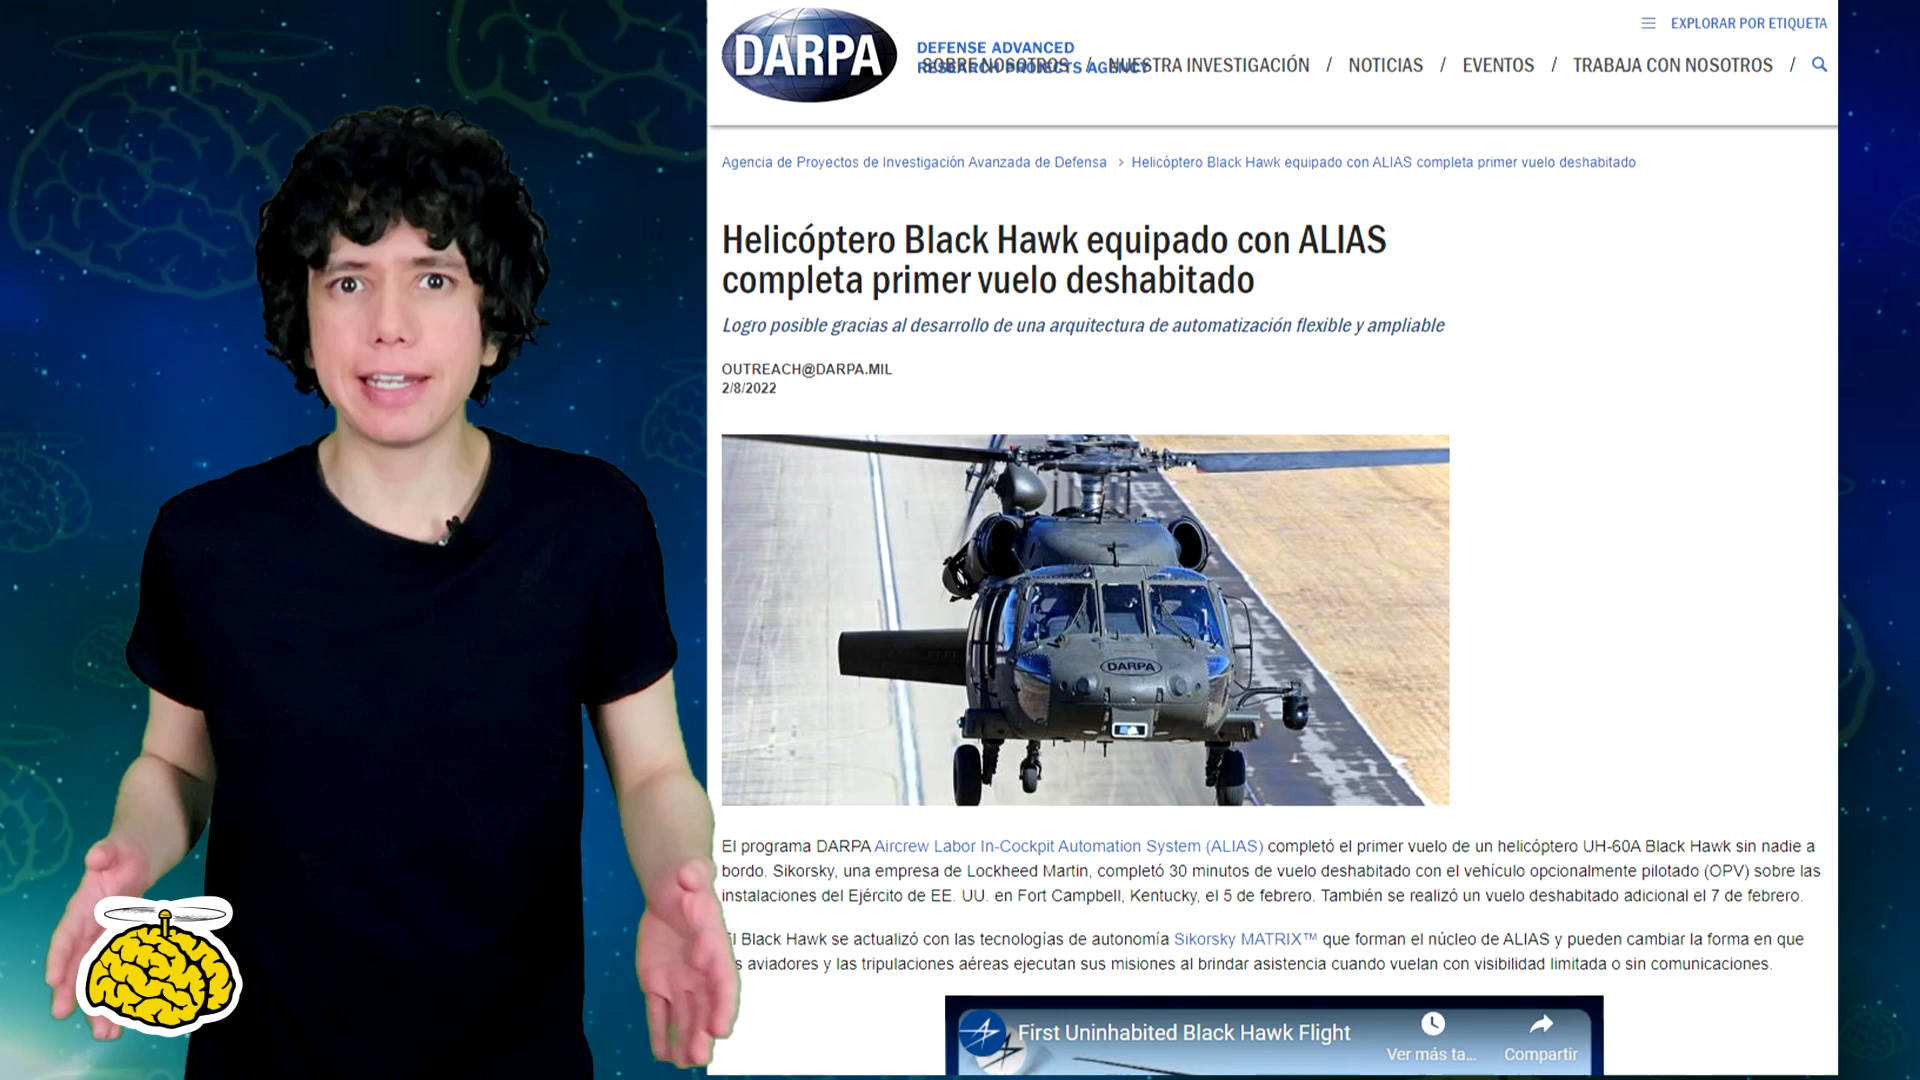 EXPLORAR POR ETIQUETA
DARPA
DEFENSE ADVANCED
RESEARCH PROJECTS AGENCY
SOBRE NOSOTROS / NUESTRA INVESTIGACIÓN / NOTICIAS / EVENTOS / TRABAJA CON NOSOTROS /
Agencia de Proyectos de Investigación Avanzada de Defensa > Helicóptero Black Hawk equipado con ALIAS completa primer vuelo deshabitado
Helicóptero Black Hawk equipado con ALIAS
completa primer vuelo deshabitado
Logro posible gracias al desarrollo de una arquitectura de automatización flexible y ampliable
OUTREACH@DARPA.MIL
2/8/2022
DARPA
El programa DARPA Aircrew Labor In-Cockpit Automation System (ALIAS) completó el primer vuelo de un helicóptero UH-60A Black Hawk sin nadie a
bordo. Sikorsky, una empresa de Lockheed Martin, completó 30 minutos de vuelo deshabitado con el vehículo opcionalmente pilotado (OPV) sobre las
instalaciones del Ejército de EE. UU. en Fort Campbell, Kentucky, el 5 de febrero. También se realizó un vuelo deshabitado adicional el 7 de febrero.
El Black Hawk se actualizó con las tecnologías de autonomía Sikorsky MATRIX™ que forman el núcleo de ALIAS y pueden cambiar la forma en que
s aviadores y las tripulaciones aéreas ejecutan sus misiones al brindar asistencia cuando vuelan con visibilidad limitada o sin comunicaciones.
First Uninhabited Black Hawk Flight
Ver más ta...
Compartir